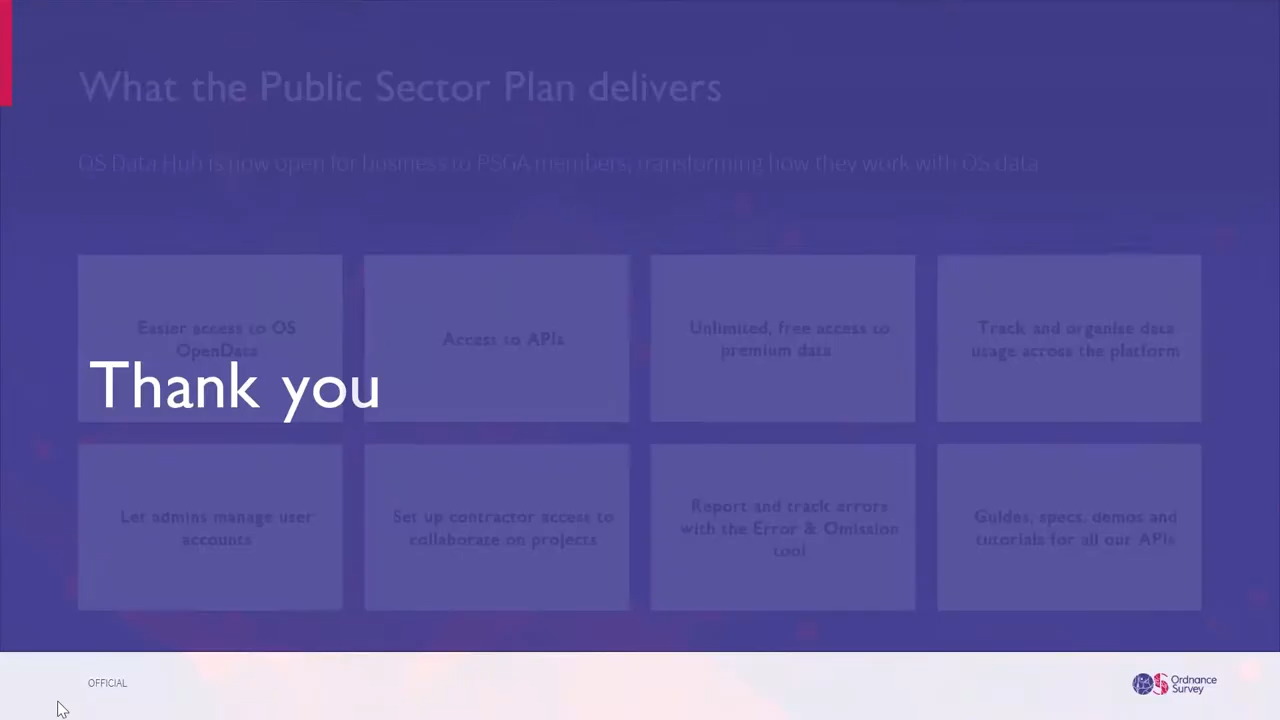 What the Public Sector Plan delivers
OS Data Hub is now open for business to PSGA members, transforming how they work with OS data
Easier access to OS
OpenData
Access to APIs
Unlimited, free access to
premium data
Track and organise data
usage across the platform
Thank you
Let admins manage user
accounts
Set up contractor access to
collaborate on projects
Report and track errors
with the Error & Omission
tool
Guides, specs, demos and
tutorials for all our APIs
OFFICIAL
Ordnance
Survey